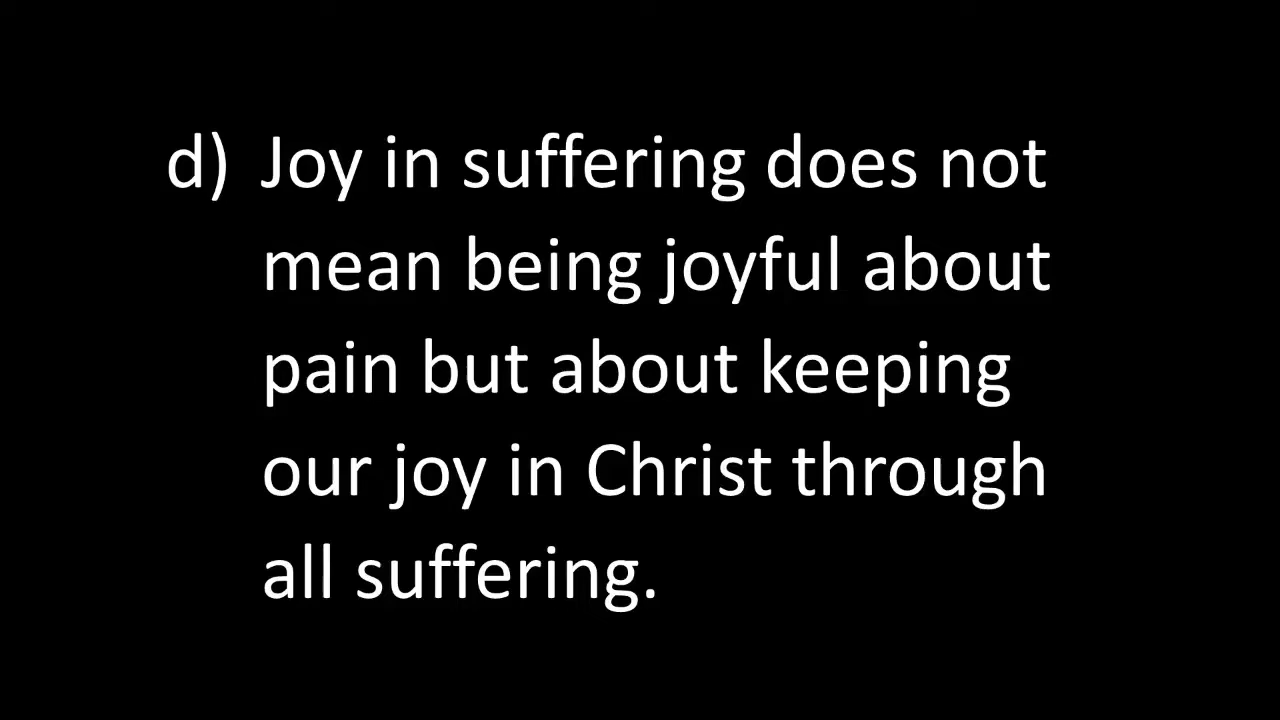 d) Joy in suffering does not
mean being joyful about
pain but about keeping
our joy in Christ through
all suffering.